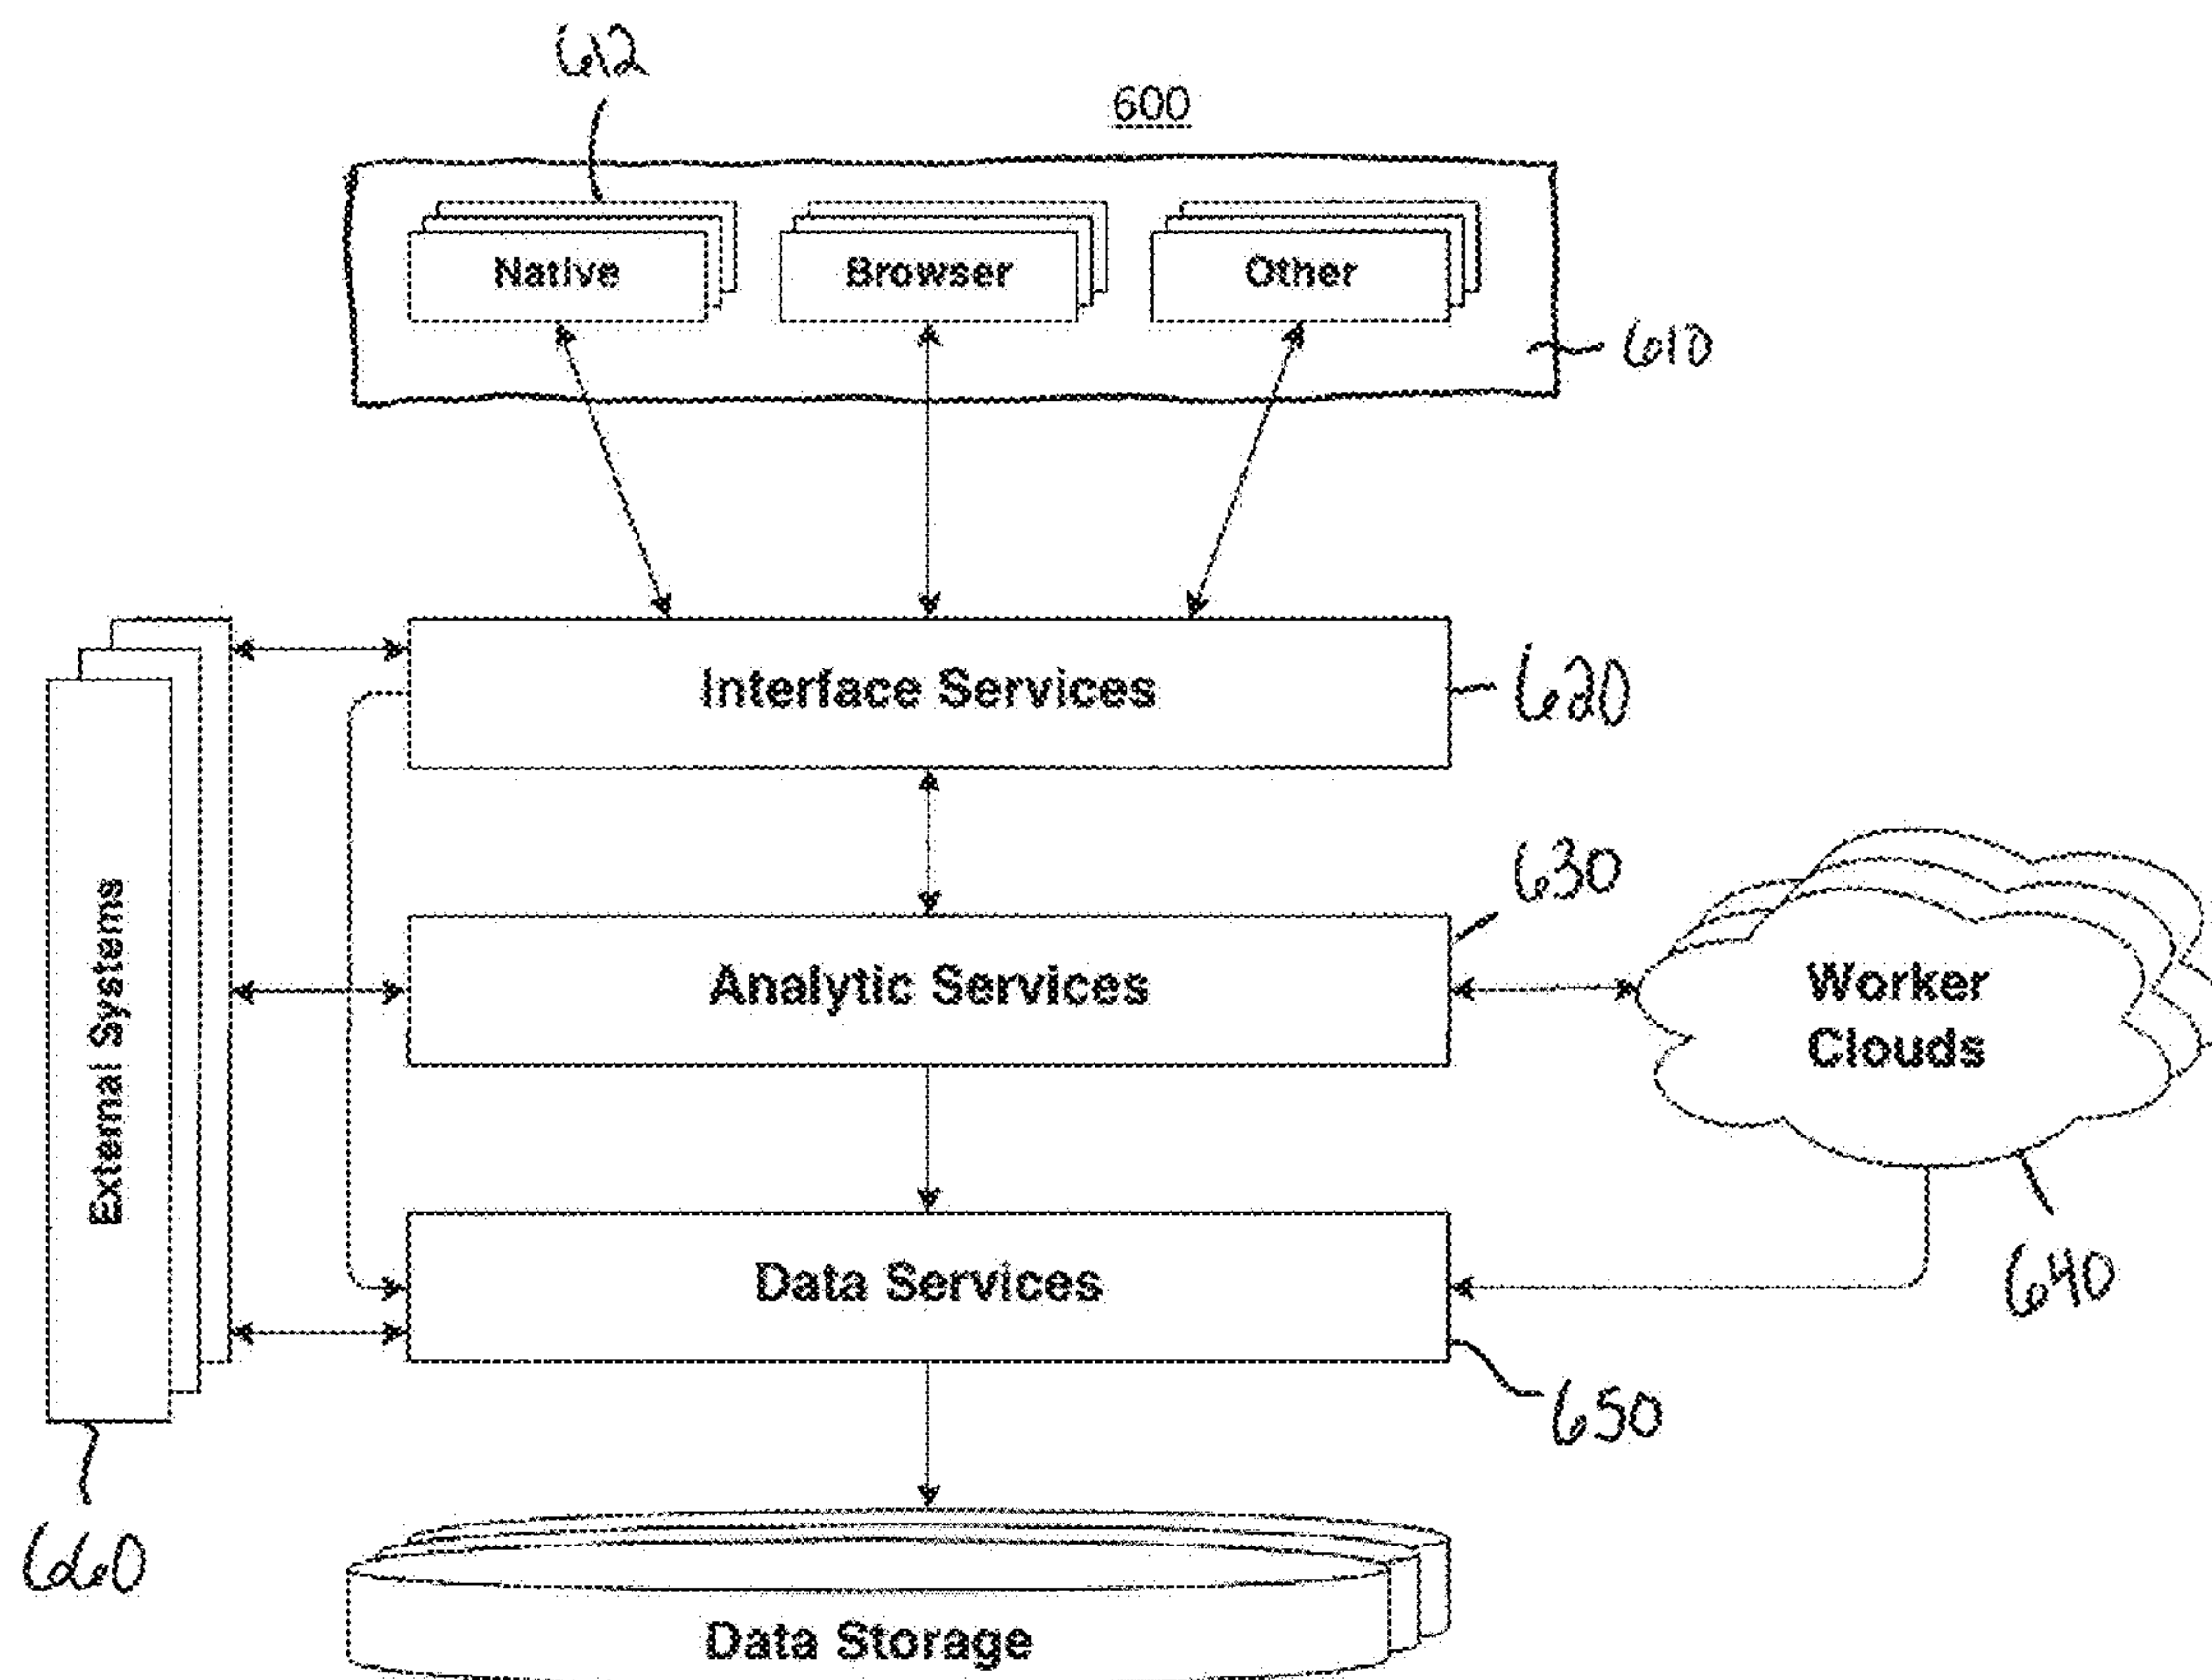 612
600
Native
Browser
Other
610
Interface Services
620
630
Analytic Services
Worker
Clouds
External Systems
Data Services
640
650
660
Data Storage